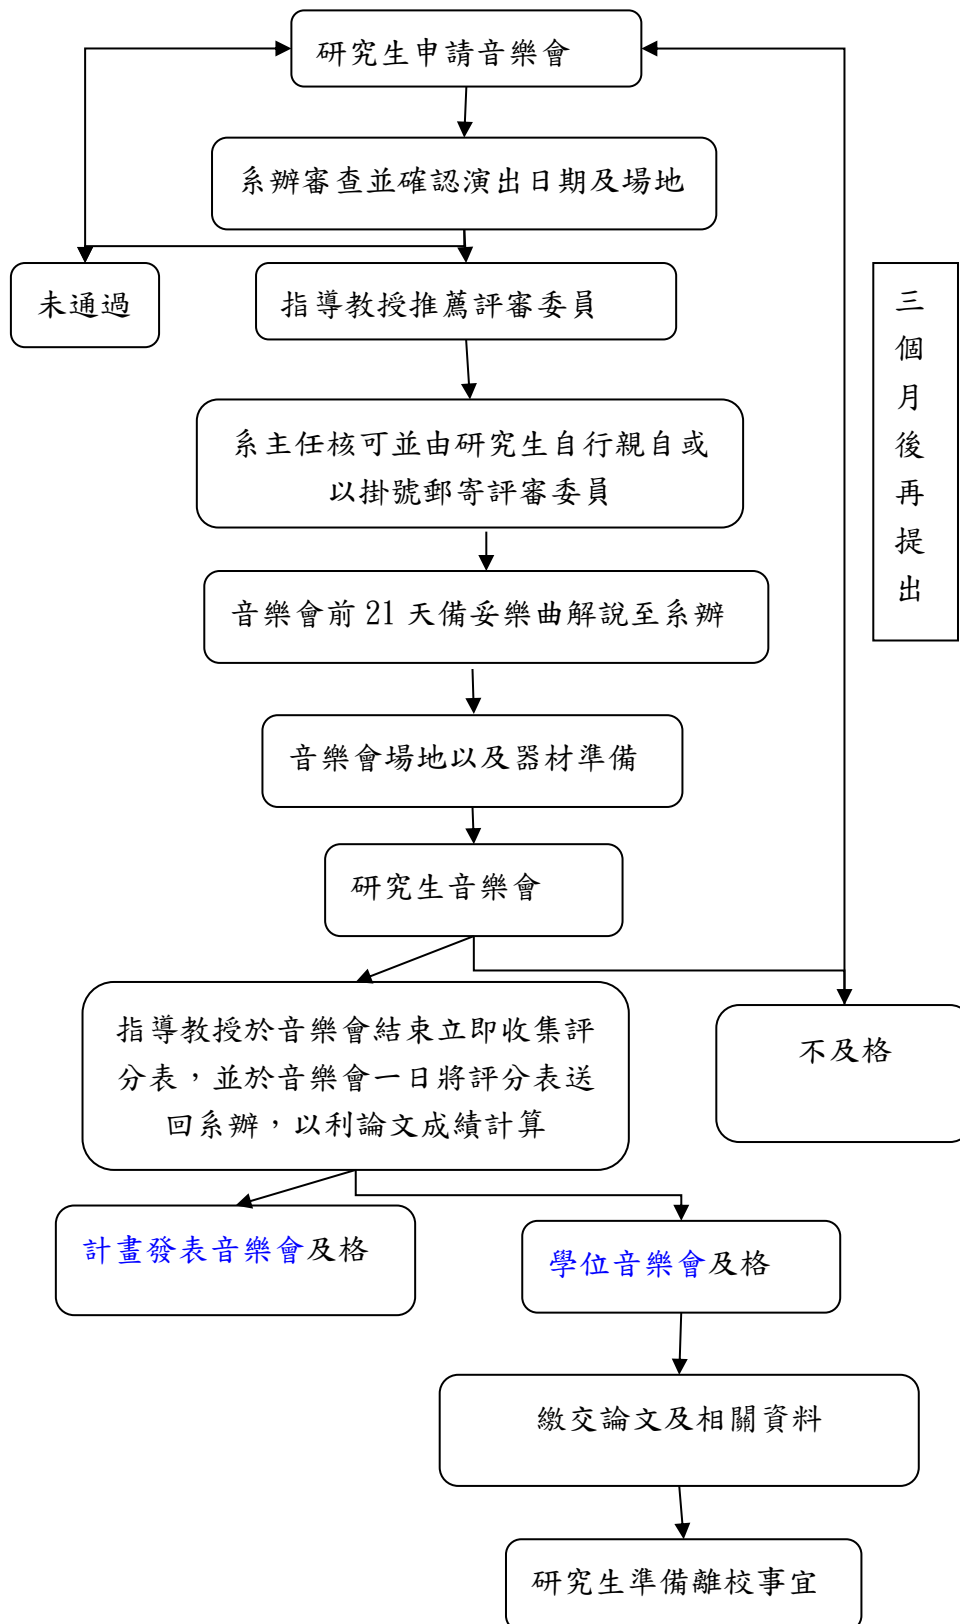 研究生申請音樂會
系辦審查並確認演出日期及場地
未通過
指導教授推薦評審委員
三個月後再提出
系主任核可並由研究生自行親自或
以掛號郵寄評審委員
音樂會前 21 天備妥樂曲解說至系辦
音樂會場地以及器材準備
研究生音樂會
指導教授於音樂會結束立即收集評
分表，並於音樂會一日將評分表送
回系辦，以利論文成績計算
不及格
計畫發表音樂會及格
學位音樂會及格
繳交論文及相關資料
研究生準備離校事宜